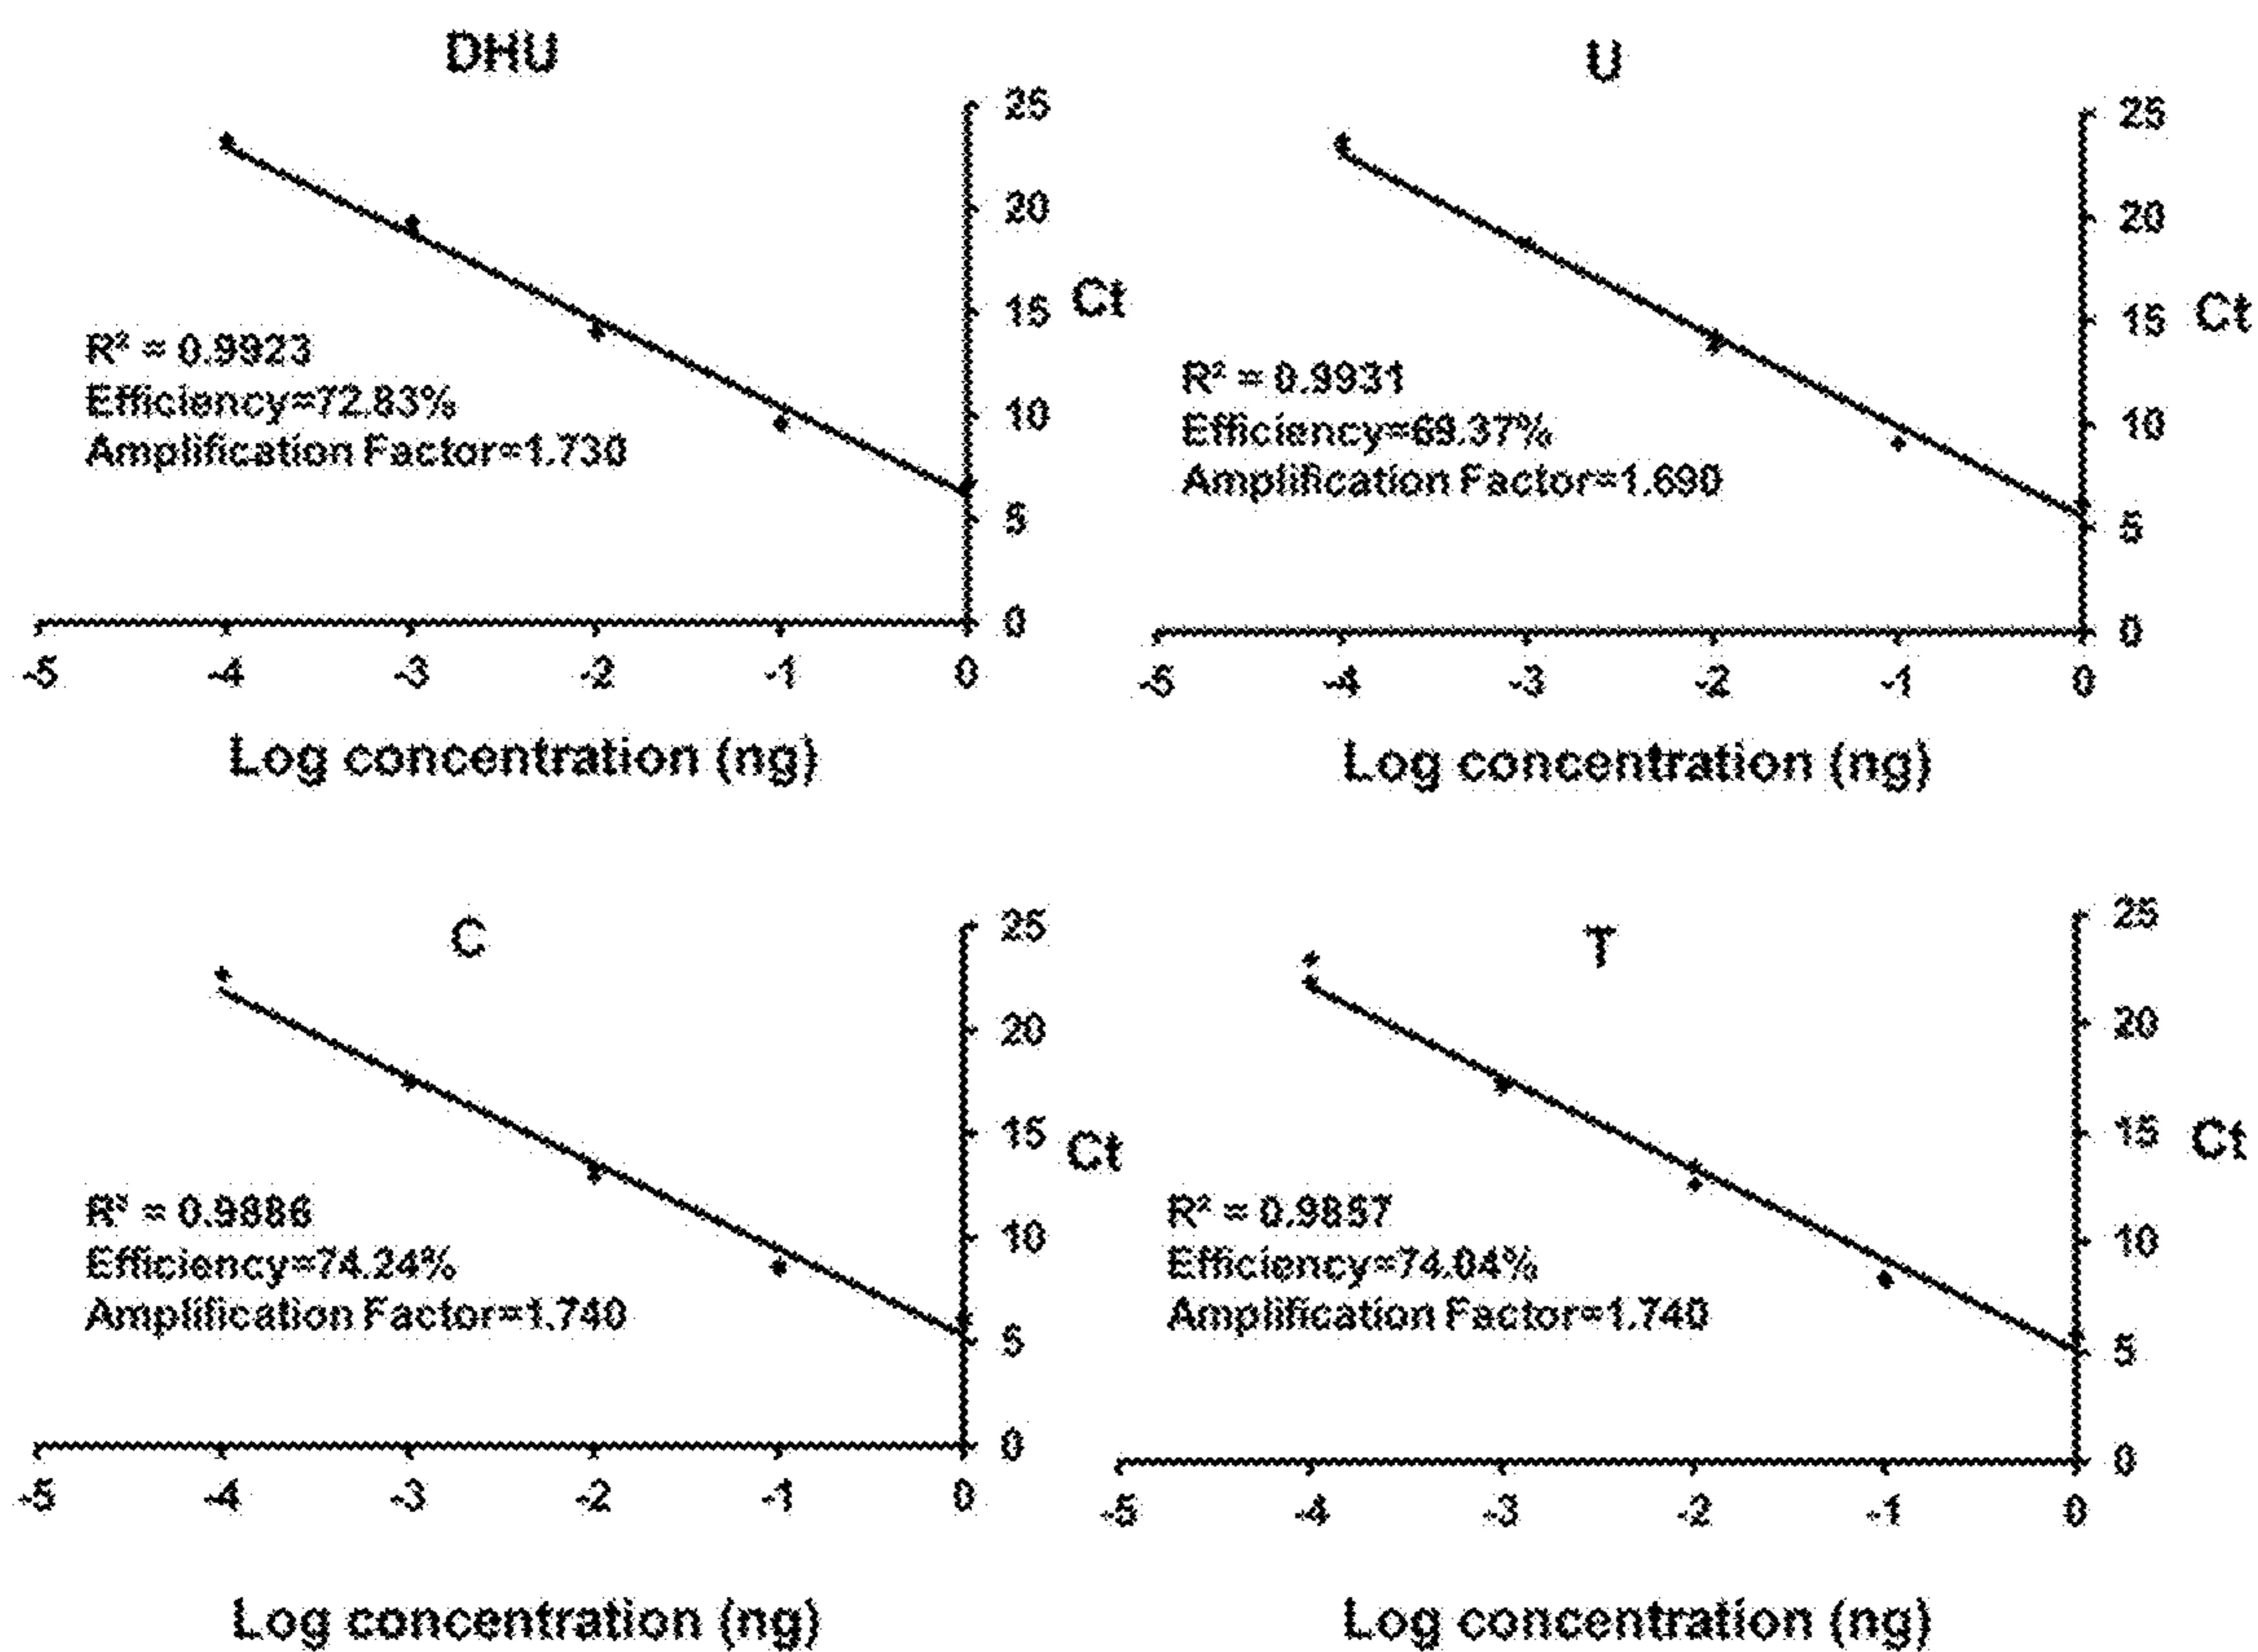 DHU
25
20
15
10
5
0
Ct
R² = 0.9923
Efficiency=72.83%
Amplification Factor=1.730
-5 -4 -3 -2 -1 0
Log concentration (ng)
U
25
20
15
10
5
0
Ct
R² = 0.9931
Efficiency=69.37%
Amplification Factor=1.690
-5 -4 -3 -2 -1 0
Log concentration (ng)
C
25
20
15
10
5
0
Ct
R² = 0.9886
Efficiency=74.24%
Amplification Factor=1.740
-5 -4 -3 -2 -1 0
Log concentration (ng)
T
25
20
15
10
5
0
Ct
R² = 0.9857
Efficiency=74.04%
Amplification Factor=1.740
-5 -4 -3 -2 -1 0
Log concentration (ng)